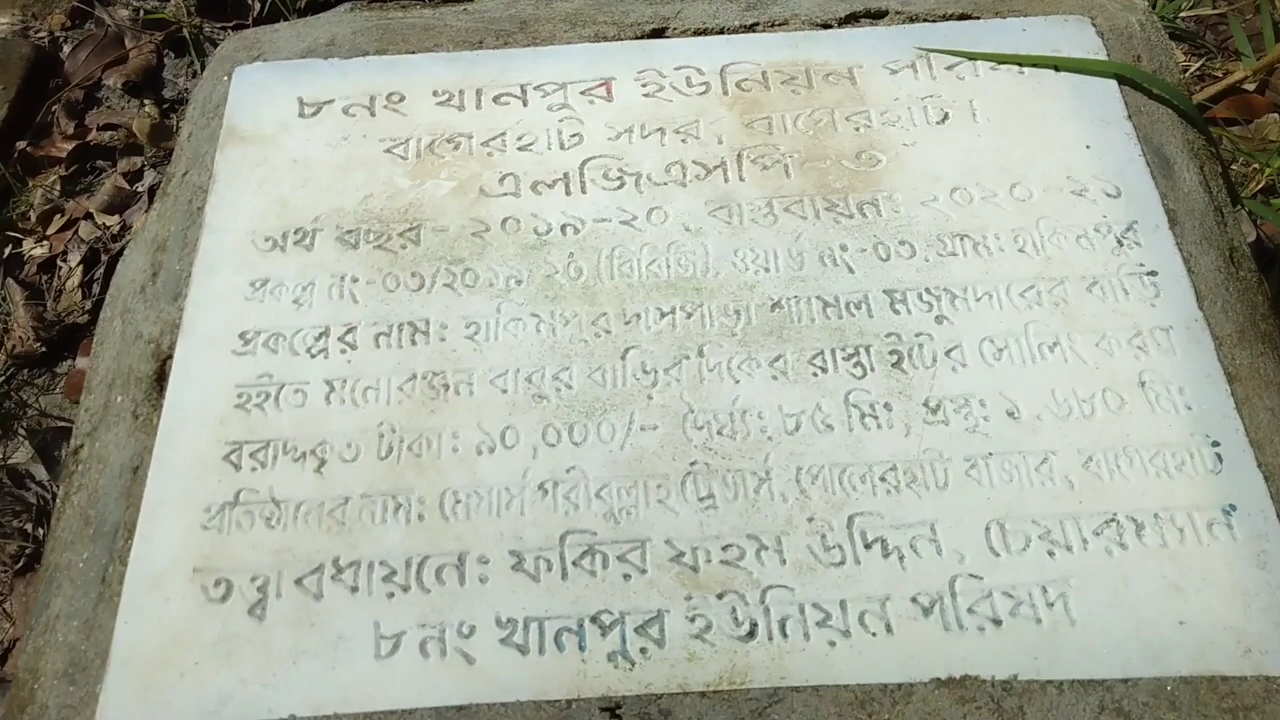 ৮নং খানপুর ইউনিয়ন পরিষদ
বাগেরহাট সদর, বাগেরহাট।
এলজিএসপি-৩
অর্থ বছর- ২০১৯-২০, বাস্তবায়ন: ২০২০-২১
প্রকল্প নং-০৩/২০১৯-২০ (বিবিজি), ওয়ার্ড নং-০৩, গ্রাম: হাকিমপুর
প্রকল্পের নাম: হাকিমপুর দাসপাড়া শ্যামল মজুমদারের বাড়ি
হইতে মনোরঞ্জন বাবুর বাড়ির দিকের রাস্তা ইটের সোলিং করণ
বরাদ্দকৃত টাকা: ৯০,০০০/- দৈর্ঘ্য: ৮৫ মি:, প্রস্থ: ১.৬৮০ মি:
প্রতিষ্ঠানের নাম: মেসার্স গরীবুল্লাহ ট্রেডার্স, পোলেরহাট বাজার, বাগেরহাট
তত্ত্বাবধায়নে: ফকির ফহম উদ্দিন, চেয়ারম্যান
৮নং খানপুর ইউনিয়ন পরিষদ